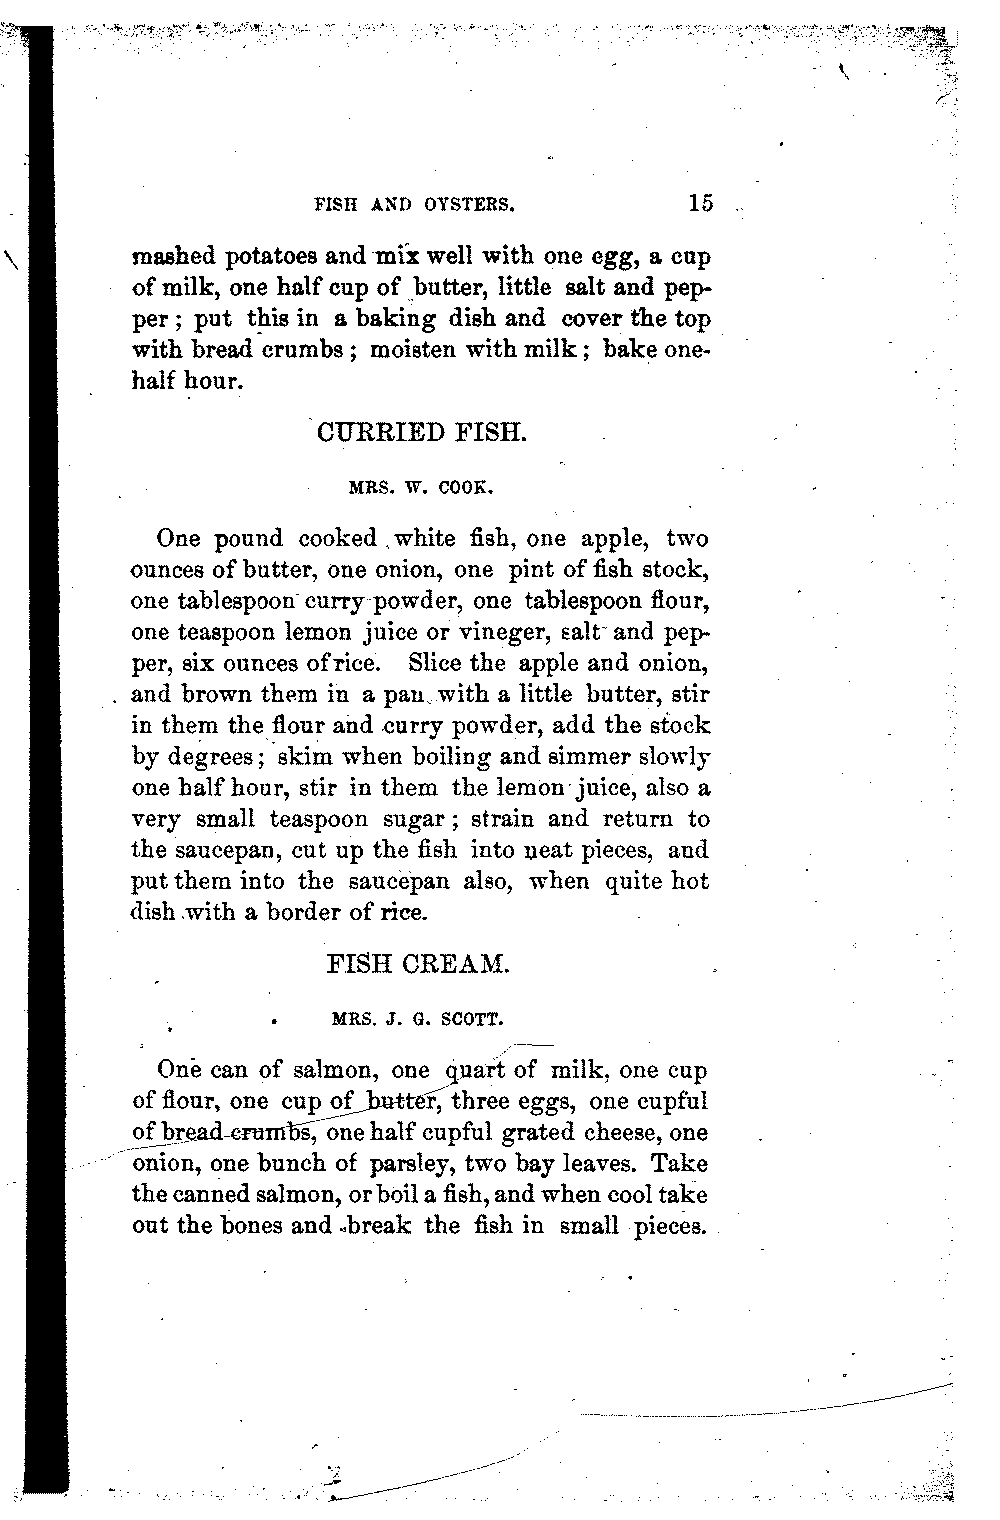 FISH AND OYSTERS. 15
mashed potatoes and mix well with one egg, a cup
of milk, one half cup of butter, little salt and pep-
per ; put this in a baking dish and cover the top
with bread crumbs ; moisten with milk ; bake one-
half hour.
CURRIED FISH.
MRS. W. COOK.
One pound cooked white fish, one apple, two
ounces of butter, one onion, one pint of fish stock,
one tablespoon curry powder, one tablespoon flour,
one teaspoon lemon juice or vineger, salt and pep-
per, six ounces of rice. Slice the apple and onion,
and brown them in a pan with a little butter, stir
in them the flour and curry powder, add the stock
by degrees ; skim when boiling and simmer slowly
one half hour, stir in them the lemon juice, also a
very small teaspoon sugar ; strain and return to
the saucepan, cut up the fish into neat pieces, and
put them into the saucepan also, when quite hot
dish with a border of rice.
FISH CREAM.
MRS. J. G. SCOTT.
One can of salmon, one quart of milk, one cup
of flour, one cup of butter, three eggs, one cupful
of bread-crumbs, one half cupful grated cheese, one
onion, one bunch of parsley, two bay leaves. Take
the canned salmon, or boil a fish, and when cool take
out the bones and break the fish in small pieces.